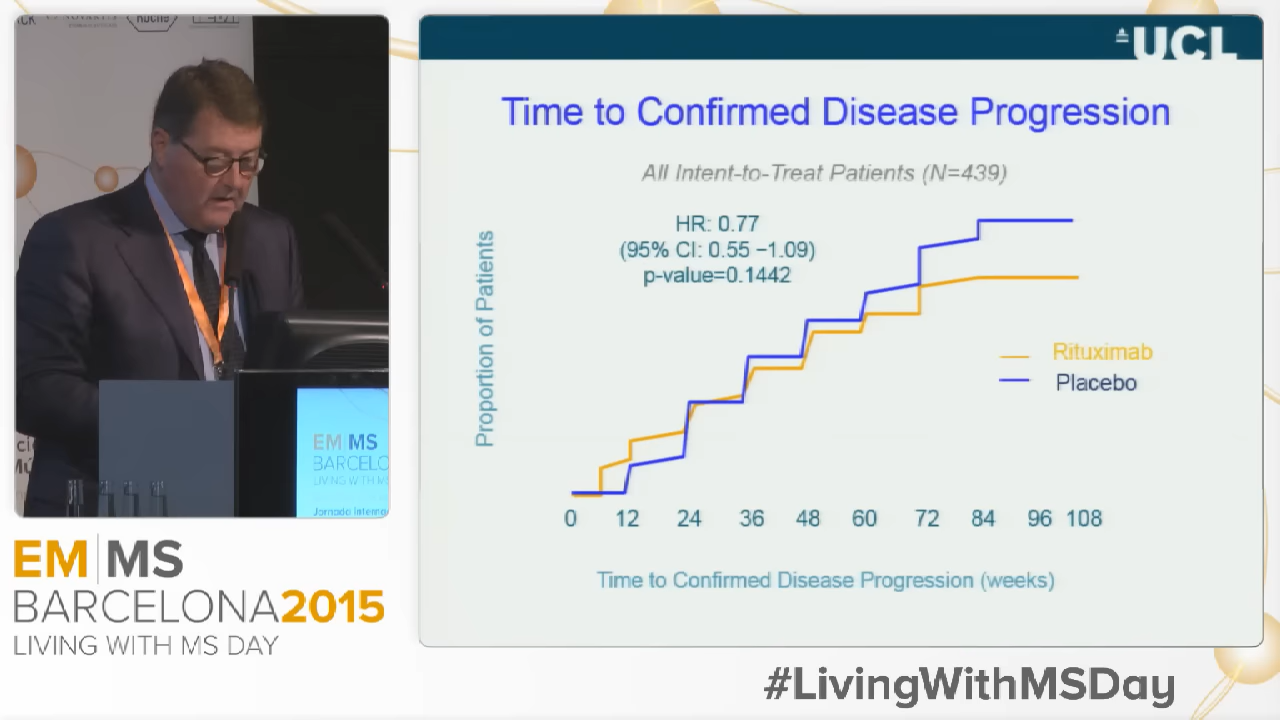 UCL
Time to Confirmed Disease Progression
All Intent-to-Treat Patients (N=439)
HR: 0.77
(95% CI: 0.55 −1.09)
p-value=0.1442
Proportion of Patients
Rituximab
Placebo
0 12 24 36 48 60 72 84 96 108
Time to Confirmed Disease Progression (weeks)
EM|MS
BARCELO
LIVING WITH MS
Jornada interna
EM|MS
BARCELONA2015
LIVING WITH MS DAY
#LivingWithMSDay